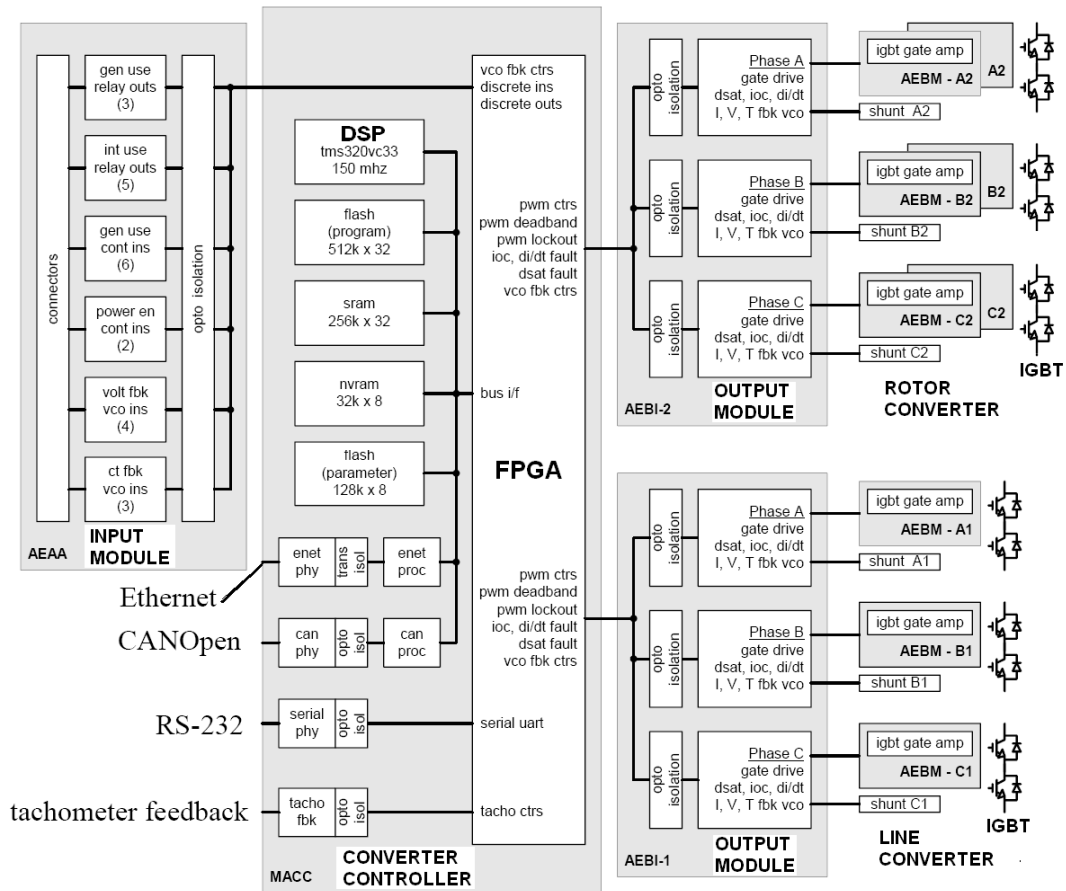 connectors
gen use
relay outs
(3)
int use
relay outs
(5)
gen use
cont ins
(6)
power en
cont ins
(2)
volt fbk
vco ins
(4)
ct fbk
vco ins
(3)
opto isolation
AEAA
INPUT
MODULE
Ethernet
CANOpen
RS-232
tachometer feedback
DSP
tms320vc33
150 mhz
flash
(program)
512k x 32
sram
256k x 32
nvram
32k x 8
flash
(parameter)
128k x 8
enet
phy
trans
isol
enet
proc
can
phy
opto
isol
can
proc
serial
phy
opto
isol
tacho
fbk
opto
isol
MACC
CONVERTER
CONTROLLER
vco fbk ctrs
discrete ins
discrete outs
pwm ctrs
pwm deadband
pwm lockout
ioc, di/dt fault
dsat fault
vco fbk ctrs
bus i/f
FPGA
pwm ctrs
pwm deadband
pwm lockout
ioc, di/dt fault
dsat fault
vco fbk ctrs
serial uart
tacho ctrs
opto
isolation
Phase A
gate drive
dsat, ioc, di/dt
I, V, T fbk vco
igbt gate amp
AEBM - A2
A2
shunt A2
opto
isolation
Phase B
gate drive
dsat, ioc, di/dt
I, V, T fbk vco
igbt gate amp
AEBM - B2
B2
shunt B2
opto
isolation
Phase C
gate drive
dsat, ioc, di/dt
I, V, T fbk vco
igbt gate amp
AEBM - C2
C2
shunt C2
IGBT
AEBI-2
OUTPUT
MODULE
ROTOR
CONVERTER
opto
isolation
Phase A
gate drive
dsat, ioc, di/dt
I, V, T fbk vco
igbt gate amp
AEBM - A1
shunt A1
opto
isolation
Phase B
gate drive
dsat, ioc, di/dt
I, V, T fbk vco
igbt gate amp
AEBM - B1
shunt B1
opto
isolation
Phase C
gate drive
dsat, ioc, di/dt
I, V, T fbk vco
igbt gate amp
AEBM - C1
shunt C1
IGBT
AEBI-1
OUTPUT
MODULE
LINE
CONVERTER